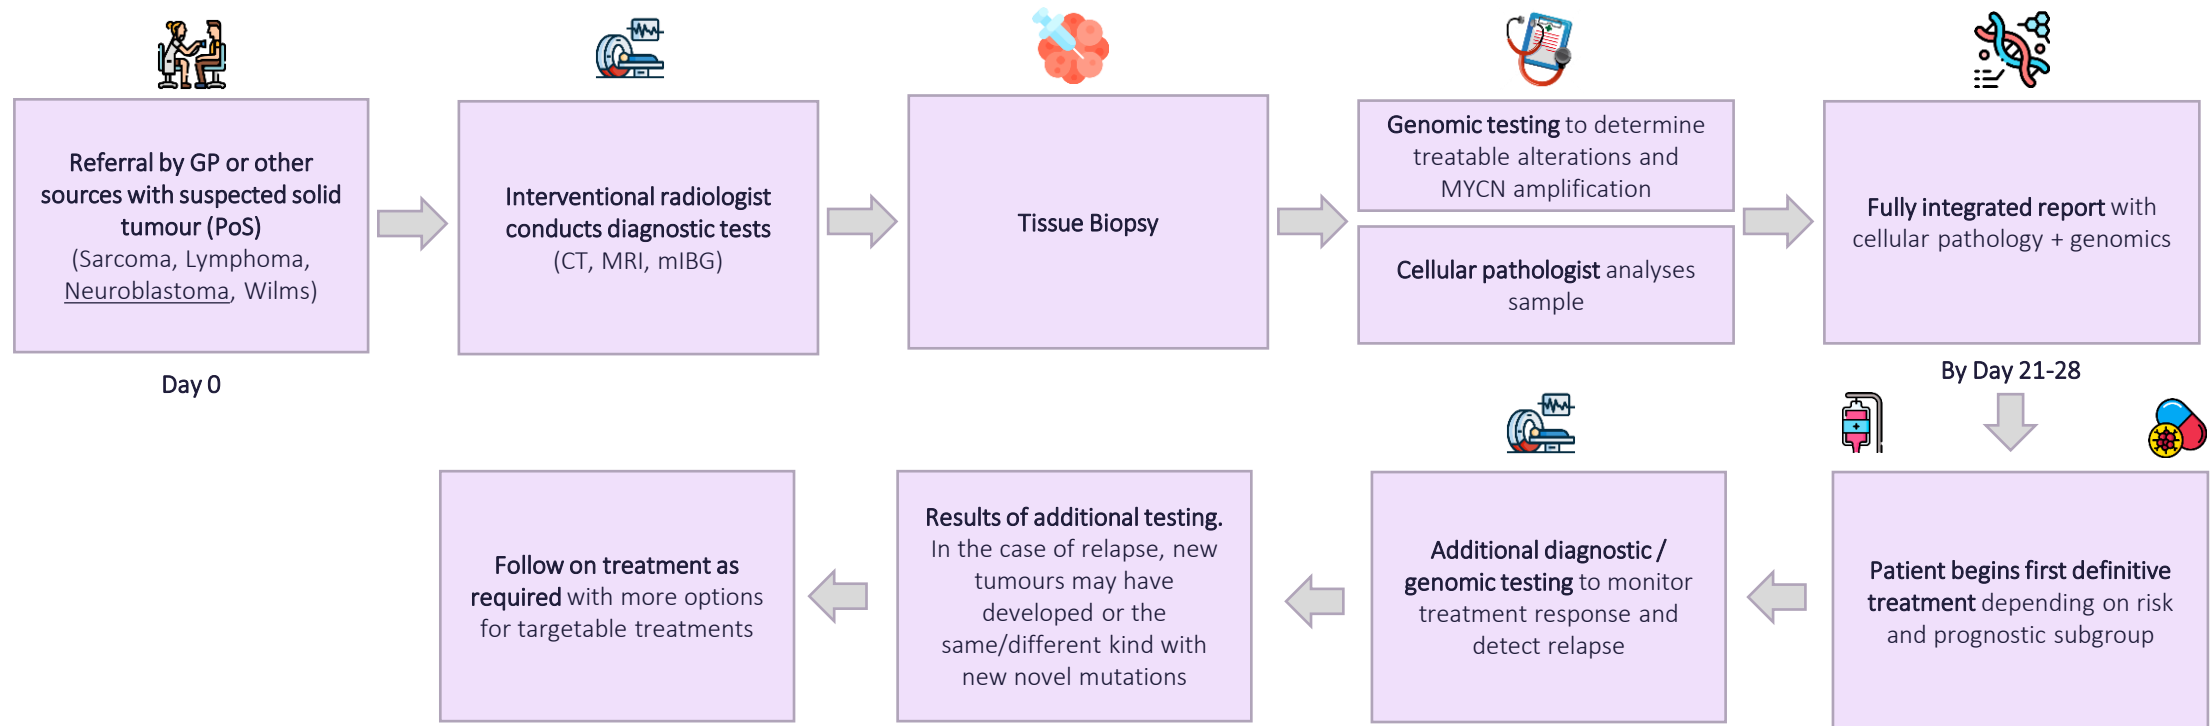 Referral by GP or other
sources with suspected solid
tumour (PoS)
(Sarcoma, Lymphoma,
Neuroblastoma, Wilms)
Day 0
Interventional radiologist
conducts diagnostic tests
(CT, MRI, mIBG)
Tissue Biopsy
Genomic testing to determine
treatable alterations and
MYCN amplification
Cellular pathologist analyses
sample
Fully integrated report with
cellular pathology + genomics
By Day 21-28
Patient begins first definitive
treatment depending on risk
and prognostic subgroup
Additional diagnostic /
genomic testing to monitor
treatment response and
detect relapse
Results of additional testing.
In the case of relapse, new
tumours may have
developed or the
same/different kind with
new novel mutations
Follow on treatment as
required with more options
for targetable treatments